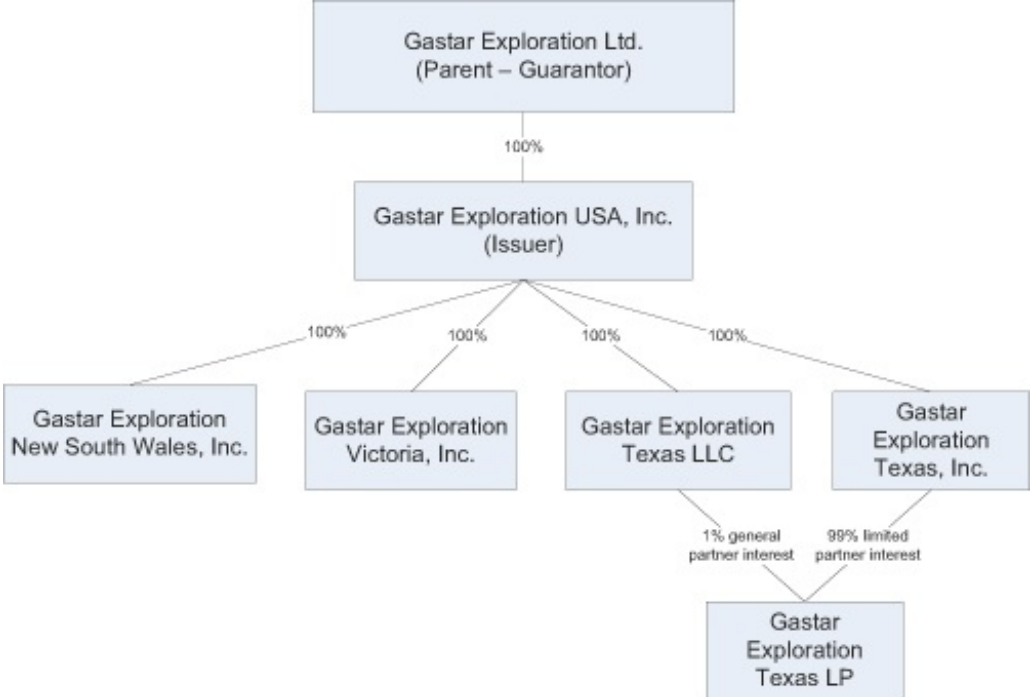 Gastar Exploration Ltd.
(Parent – Guarantor)
100%
Gastar Exploration USA, Inc.
(Issuer)
100%
100%
100%
100%
Gastar Exploration
New South Wales, Inc.
Gastar Exploration
Victoria, Inc.
Gastar Exploration
Texas LLC
Gastar
Exploration
Texas, Inc.
1% general
partner interest
99% limited
partner interest
Gastar
Exploration
Texas LP